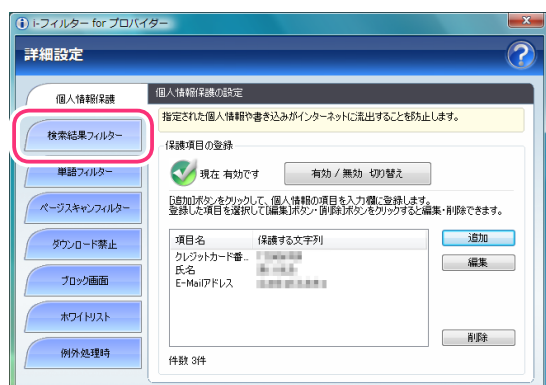 i-フィルター for プロバイダー
詳細設定
個人情報保護
検索結果フィルター
単語フィルター
ページスキャンフィルター
ダウンロード禁止
ブロック画面
ホワイトリスト
例外処理時
個人情報保護の設定
指定された個人情報や書き込みがインターネットに流出することを防止します。
保護項目の登録
現在 有効です
有効 / 無効 切り替え
[追加]ボタンをクリックして、個人情報の項目を入力欄に登録します。
登録した項目を選択して[編集]ボタン・[削除]ボタンをクリックすると編集・削除できます。
項目名 保護する文字列
クレジットカード番...
氏名
E-Mailアドレス
追加
編集
削除
件数 3件